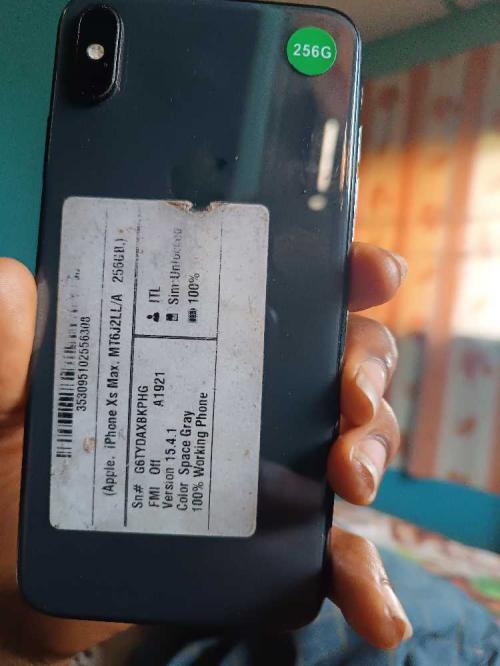 256G
353095102556308
(Apple, iPhone Xs Max, MT6J2LL/A 256GB,)
Sn# G6TYDAXBKPHG
FMI Off A1921
Version 15.4.1
Color Space Gray
100% Working Phone
JTL
Sim:Unlocked
100%